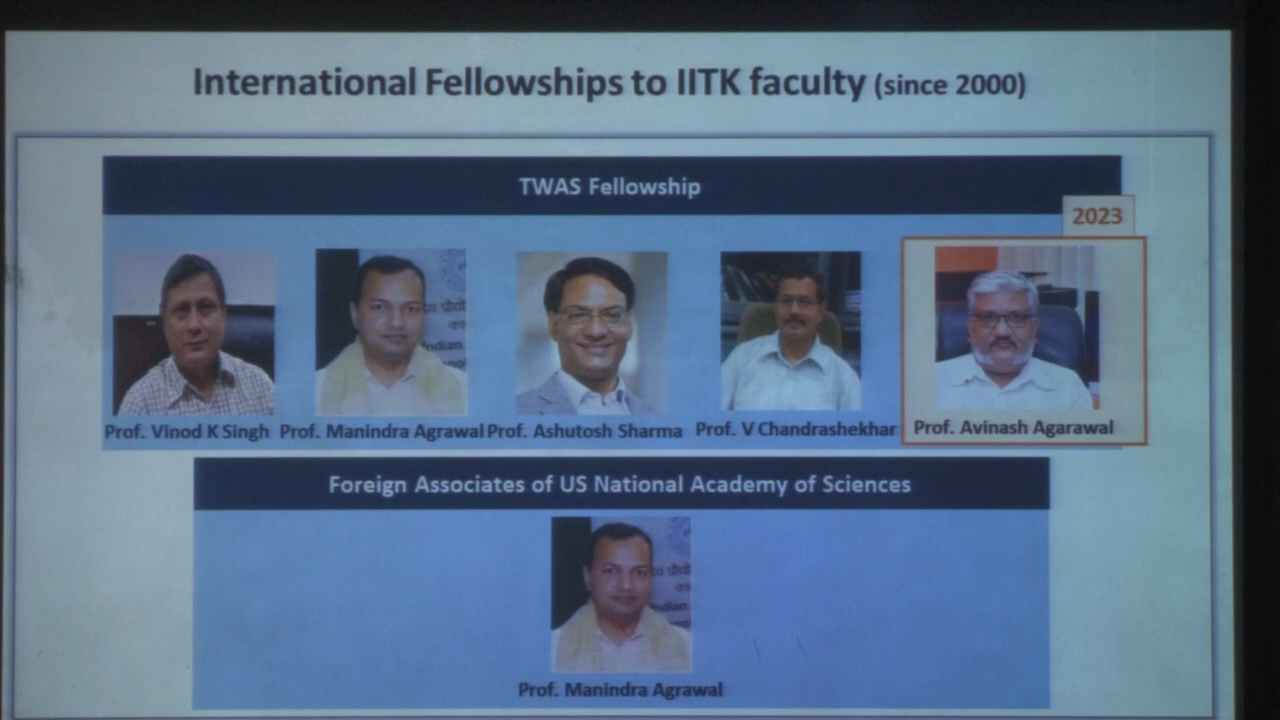 International Fellowships to IITK faculty (since 2000)
TWAS Fellowship
2023
Prof. Vinod K Singh
Prof. Manindra Agrawal
Prof. Ashutosh Sharma
Prof. V Chandrashekhar
Prof. Avinash Agarawal
Foreign Associates of US National Academy of Sciences
Prof. Manindra Agrawal